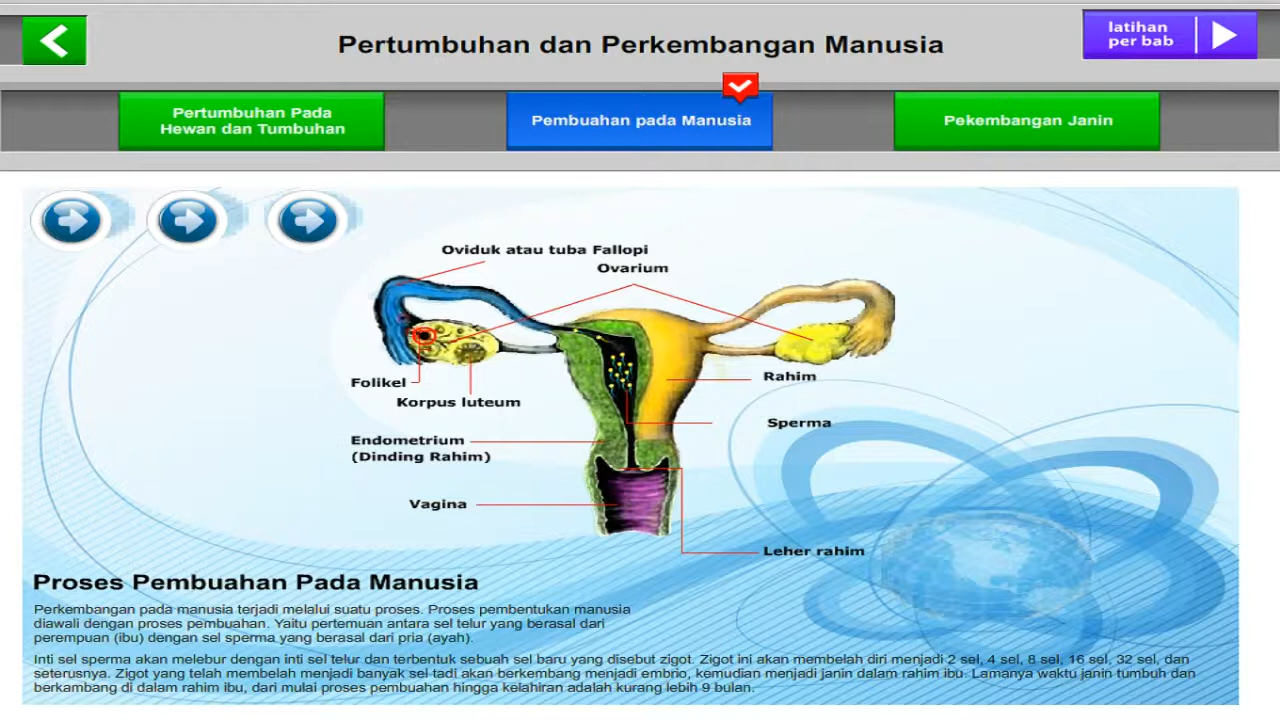 Pertumbuhan dan Perkembangan Manusia
latihan
per bab
Pertumbuhan Pada
Hewan dan Tumbuhan
Pembuahan pada Manusia
Pekembangan Janin
Oviduk atau tuba Fallopi
Ovarium
Folikel
Korpus luteum
Rahim
Sperma
Endometrium
(Dinding Rahim)
Vagina
Leher rahim
Proses Pembuahan Pada Manusia
Perkembangan pada manusia terjadi melalui suatu proses. Proses pembentukan manusia
diawali dengan proses pembuahan. Yaitu pertemuan antara sel telur yang berasal dari
perempuan (ibu) dengan sel sperma yang berasal dari pria (ayah).
Inti sel sperma akan melebur dengan inti sel telur dan terbentuk sebuah sel baru yang disebut zigot. Zigot ini akan membelah diri menjadi 2 sel, 4 sel, 8 sel, 16 sel, 32 sel, dan
seterusnya. Zigot yang telah membelah menjadi banyak sel tadi akan berkembang menjadi embrio, kemudian menjadi janin dalam rahim ibu. Lamanya waktu janin tumbuh dan
berkambang di dalam rahim ibu, dari mulai proses pembuahan hingga kelahiran adalah kurang lebih 9 bulan.